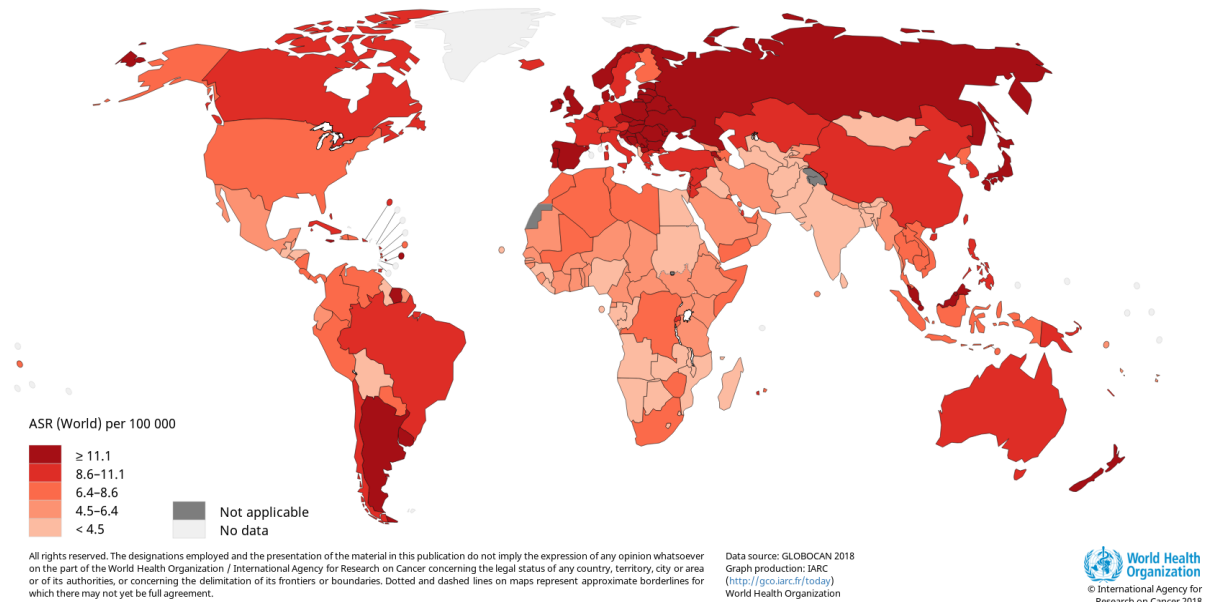 ASR (World) per 100 000
≥ 11.1
8.6–11.1
6.4–8.6
4.5–6.4
< 4.5
Not applicable
No data
All rights reserved. The designations employed and the presentation of the material in this publication do not imply the expression of any opinion whatsoever
on the part of the World Health Organization / International Agency for Research on Cancer concerning the legal status of any country, territory, city or area
or of its authorities, or concerning the delimitation of its frontiers or boundaries. Dotted and dashed lines on maps represent approximate borderlines for
which there may not yet be full agreement.
Data source: GLOBOCAN 2018
Graph production: IARC
(http://gco.iarc.fr/today)
World Health Organization
World Health
Organization
© International Agency for
Research on Cancer 2018